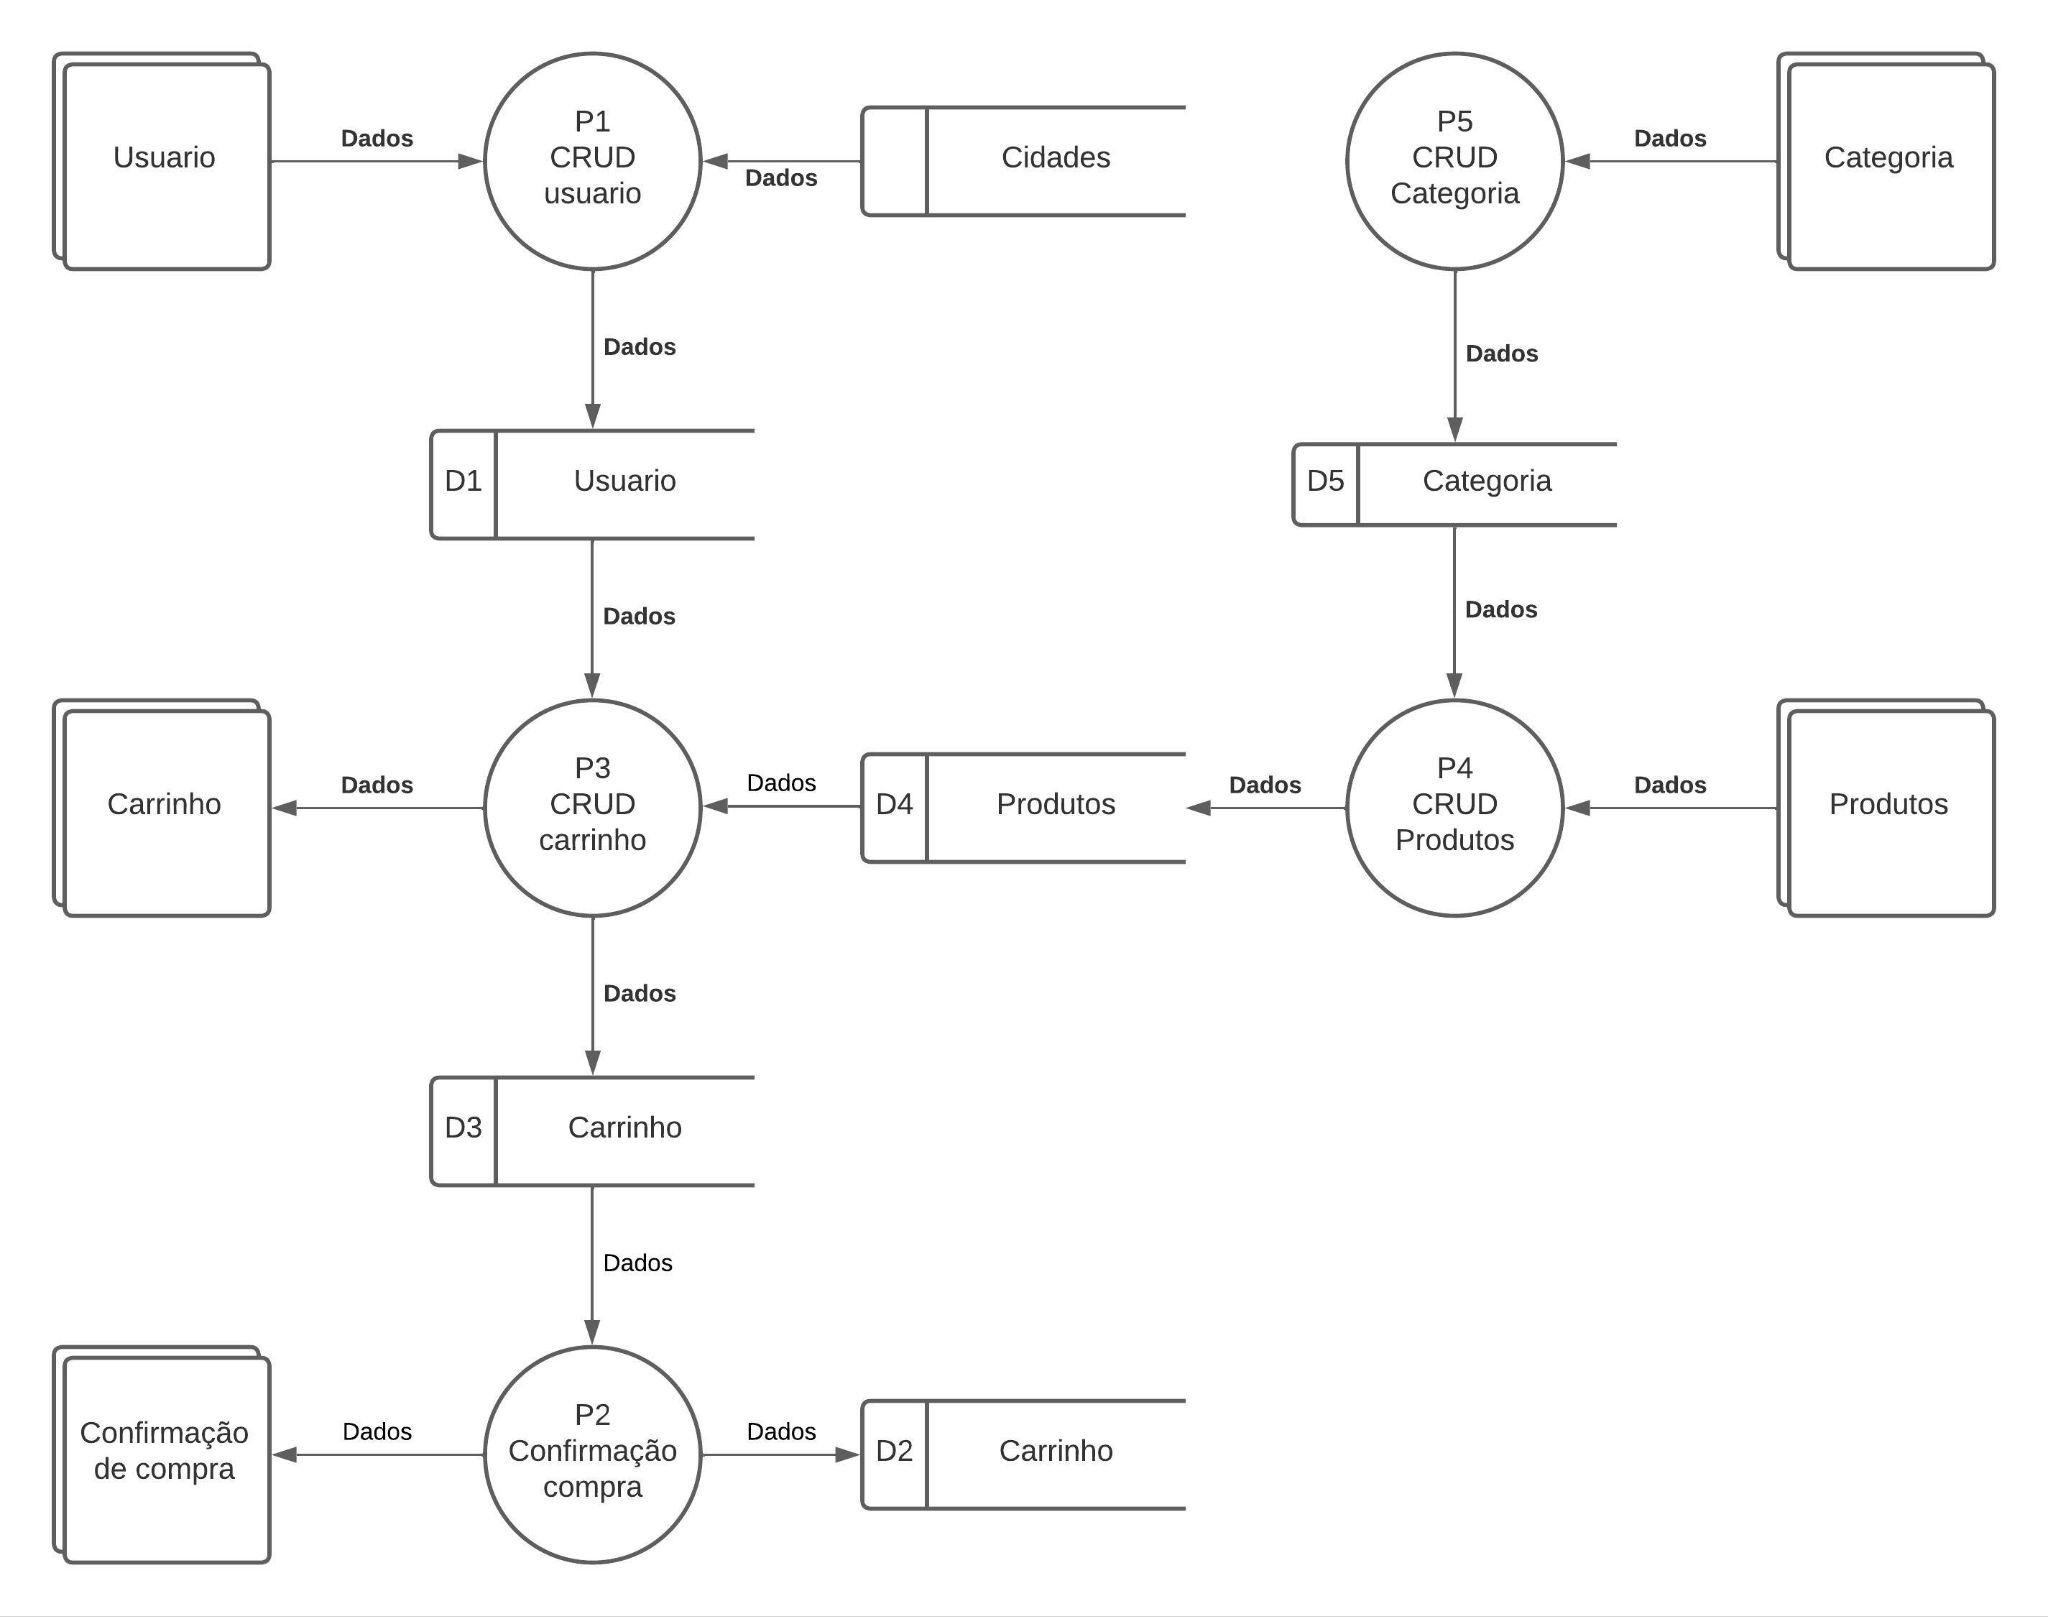 Usuario
Dados
P1
CRUD
usuario
Dados
Cidades
P5
CRUD
Categoria
Dados
Categoria
Dados
Dados
D1
Usuario
D5
Categoria
Dados
Dados
Carrinho
Dados
P3
CRUD
carrinho
Dados
D4
Produtos
Dados
P4
CRUD
Produtos
Dados
Produtos
Dados
D3
Carrinho
Dados
Confirmação
de compra
Dados
P2
Confirmação
compra
Dados
D2
Carrinho